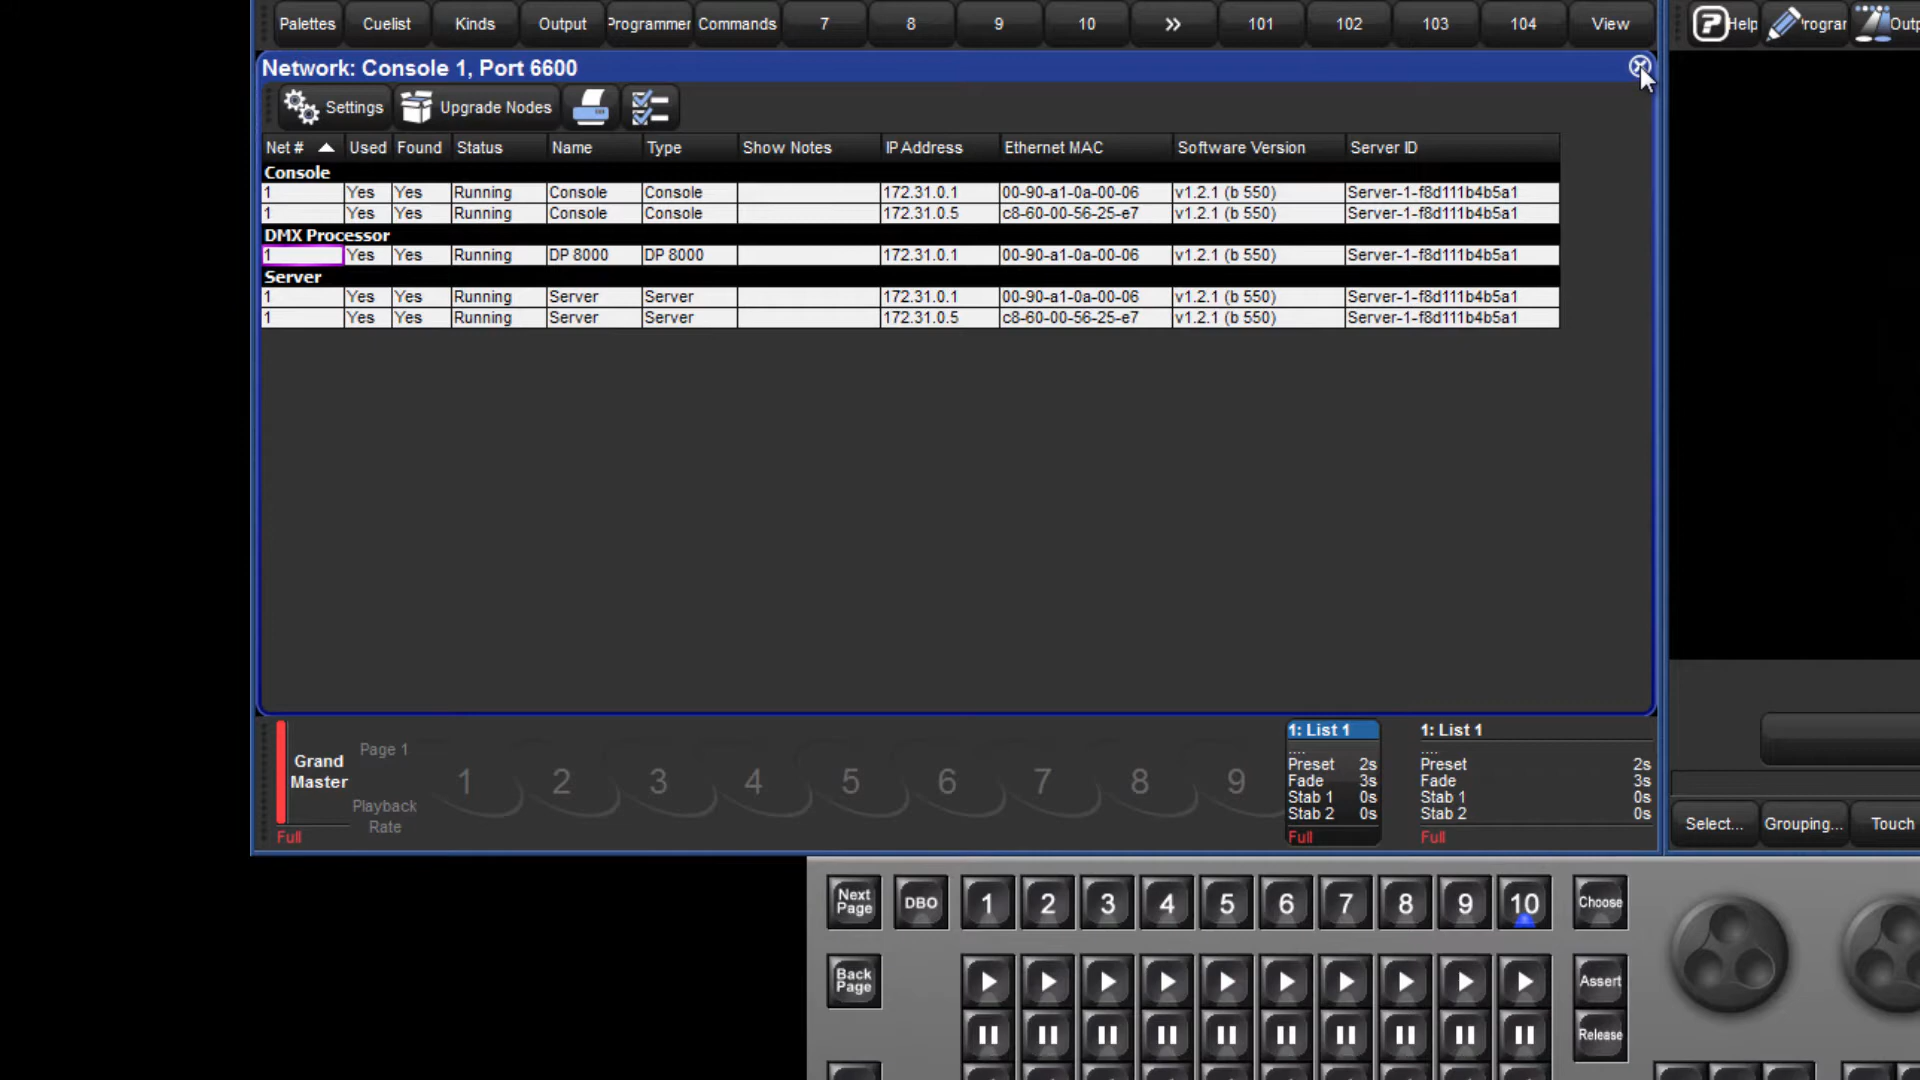 Palettes Cuelist Kinds Output Programmer Commands 7 8 9 10 » 101 102 103 104 View Help
Network: Console 1, Port 6600
Settings Upgrade Nodes
Net # Used Found Status Name Type Show Notes IP Address Ethernet MAC Software Version Server ID
Console
1 Yes Yes Running Console Console 172.31.0.1 00-90-a1-0a-00-06 v1.2.1 (b 550) Server-1-f8d111b4b5a1
1 Yes Yes Running Console Console 172.31.0.5 c8-60-00-56-25-e7 v1.2.1 (b 550) Server-1-f8d111b4b5a1
DMX Processor
1 Yes Yes Running DP 8000 DP 8000 172.31.0.1 00-90-a1-0a-00-06 v1.2.1 (b 550) Server-1-f8d111b4b5a1
Server
1 Yes Yes Running Server Server 172.31.0.1 00-90-a1-0a-00-06 v1.2.1 (b 550) Server-1-f8d111b4b5a1
1 Yes Yes Running Server Server 172.31.0.5 c8-60-00-56-25-e7 v1.2.1 (b 550) Server-1-f8d111b4b5a1
Grand Master
Full
Page 1
Playback Rate
1 2 3 4 5 6 7 8 9
1: List 1
....
Preset 2s
Fade 3s
Stab 1 0s
Stab 2 0s
Full
1: List 1
....
Preset 2s
Fade 3s
Stab 1 0s
Stab 2 0s
Full
Select... Grouping... Touch
Next Page DBO 1 2 3 4 5 6 7 8 9 10 Choose
Back Page Assert
Release